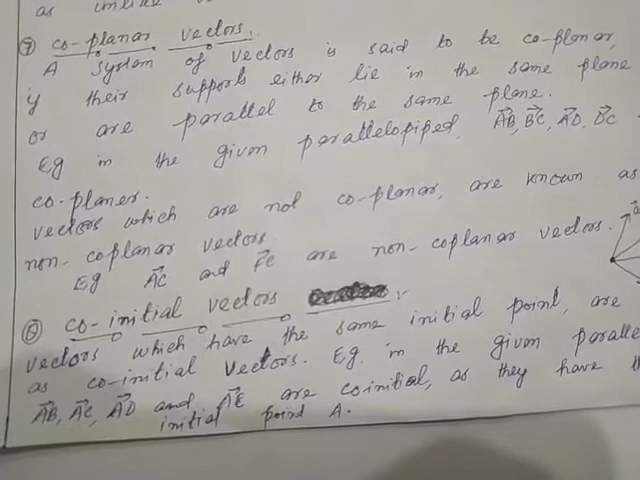 as
⑦ co-planar vectors.
A system of vectors is said to be co-planar,
if their supports either lie in the same plane
or are parallel to the same plane.
E.g in the given parallelopiped, AB, BC, AD, DC
co-planer.
vectors which are not co-planar, are known as
non-coplanar vectors
Eg AC and FC are non-coplanar vectors.
⑧ co-initial vectors
vectors which have the same initial point, are
as co-initial vectors. Eg. in the given paralle
AB, AC, AD and AE are coinitial, as they have th
initial point A.